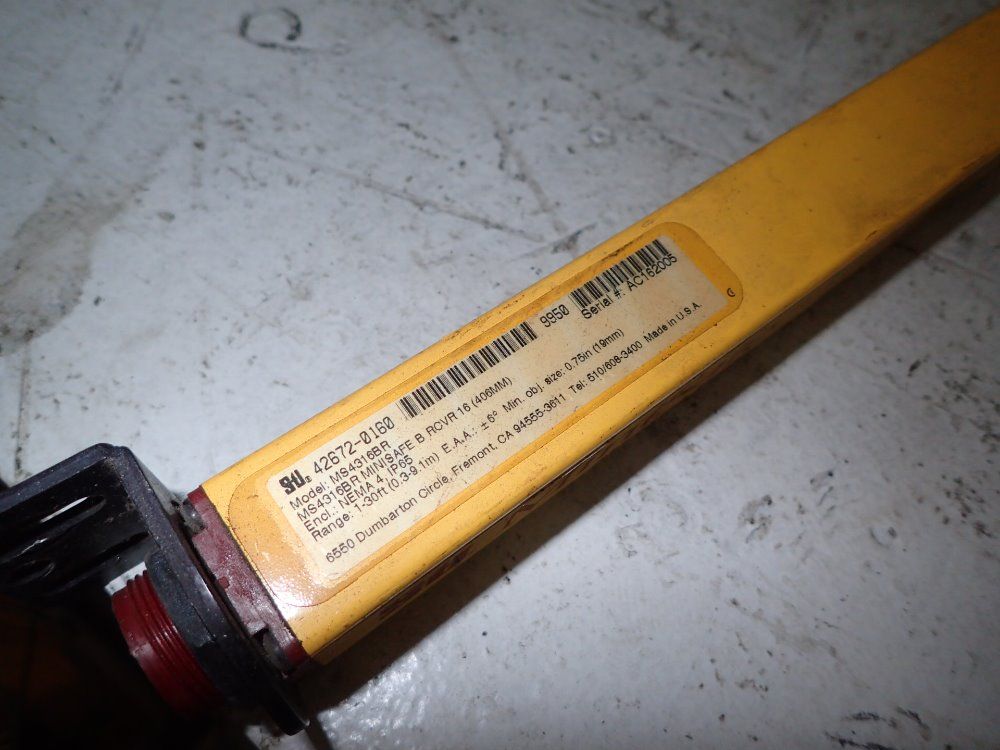 STI® 42672-0160 9950
Serial #: AC162005
Model: MS4316BR
MS4316BR MINISAFE B RCVR 16 (406MM)
Encl.: NEMA 4, IP65
Range: 1-30ft (0.3-9.1m) E.A.A.: ±6° Min. obj. size: 0.75in (19mm)
6550 Dumbarton Circle, Fremont, CA 94555-3611 Tel: 510/608-3400 Made in U.S.A.